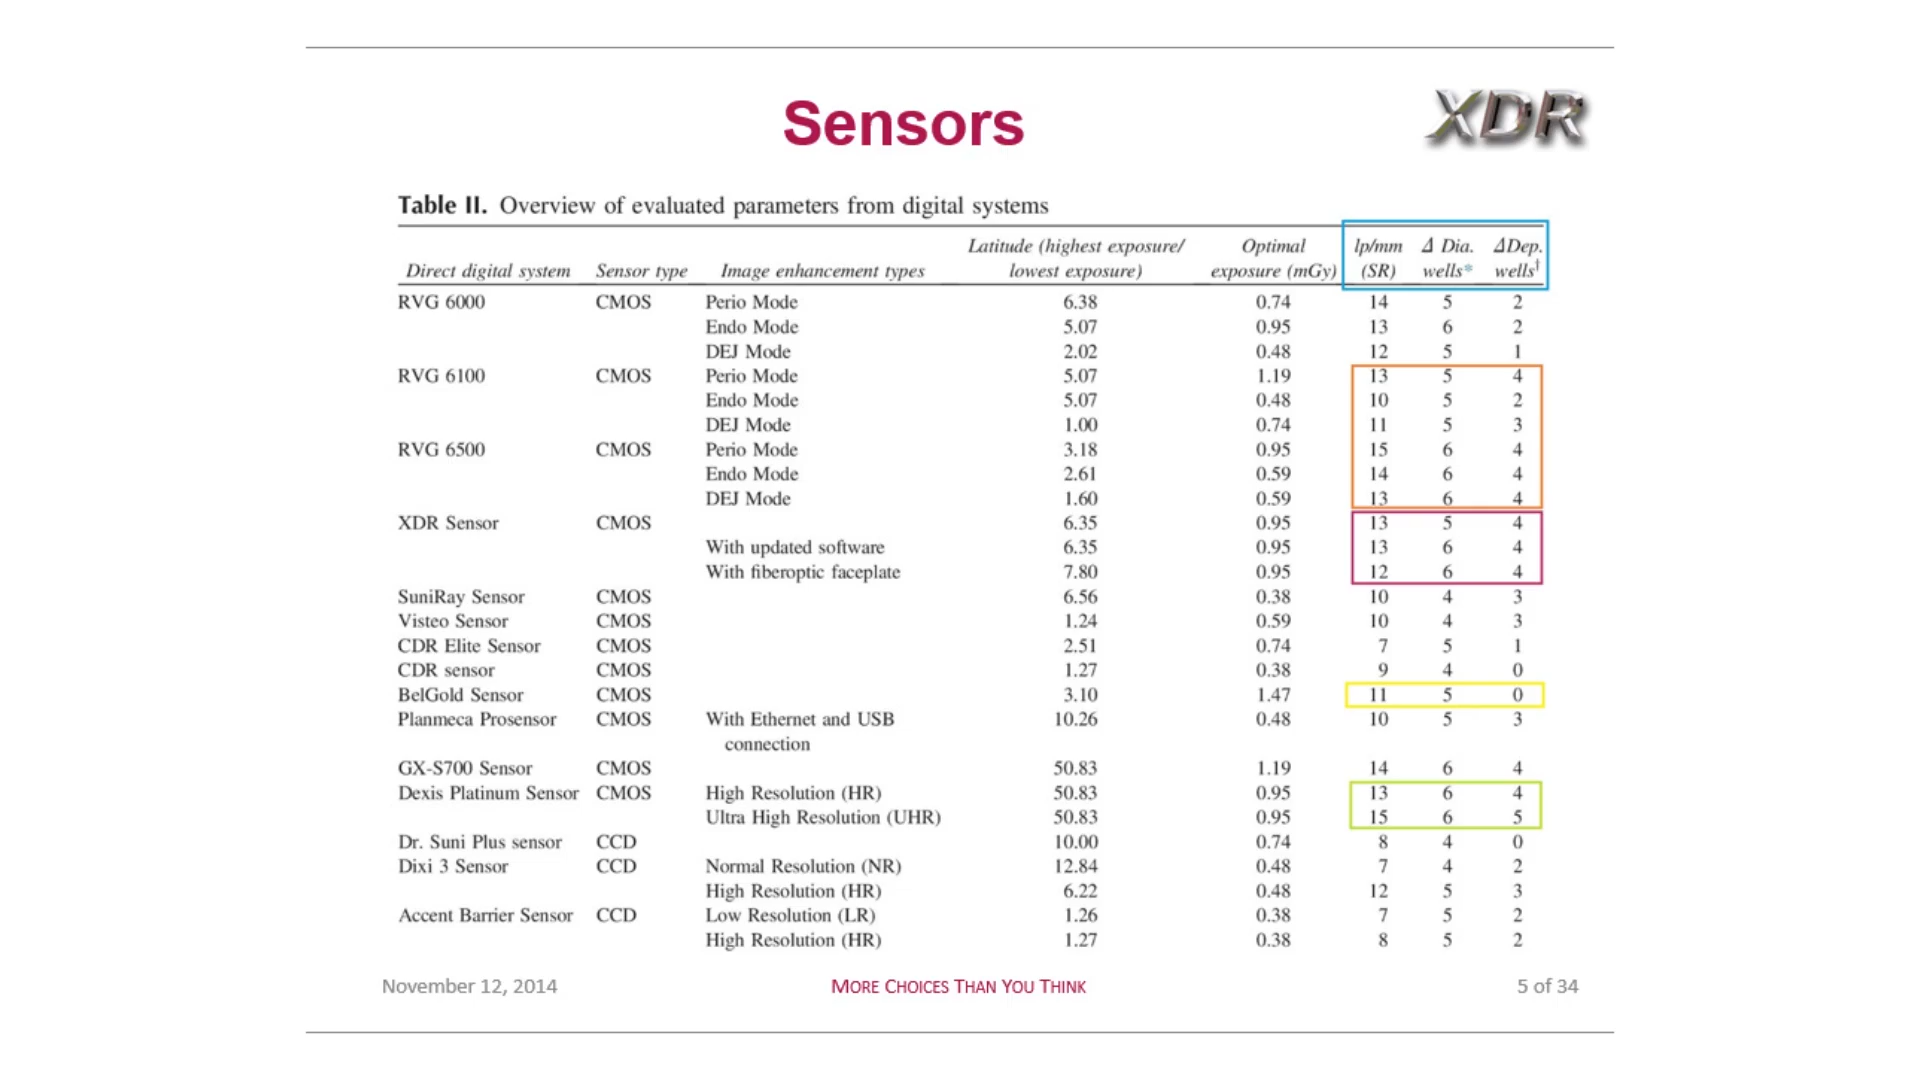 Sensors
XDR
Table II. Overview of evaluated parameters from digital systems
Latitude (highest exposure/ Optimal lp/mm Δ Dia. ΔDep.
Direct digital system Sensor type Image enhancement types lowest exposure) exposure (mGy) (SR) wells* wells†
RVG 6000 CMOS Perio Mode 6.38 0.74 14 5 2
Endo Mode 5.07 0.95 13 6 2
DEJ Mode 2.02 0.48 12 5 1
RVG 6100 CMOS Perio Mode 5.07 1.19 13 5 4
Endo Mode 5.07 0.48 10 5 2
DEJ Mode 1.00 0.74 11 5 3
RVG 6500 CMOS Perio Mode 3.18 0.95 15 6 4
Endo Mode 2.61 0.59 14 6 4
DEJ Mode 1.60 0.59 13 6 4
XDR Sensor CMOS 6.35 0.95 13 5 4
With updated software 6.35 0.95 13 6 4
With fiberoptic faceplate 7.80 0.95 12 6 4
SuniRay Sensor CMOS 6.56 0.38 10 4 3
Visteo Sensor CMOS 1.24 0.59 10 4 3
CDR Elite Sensor CMOS 2.51 0.74 7 5 1
CDR sensor CMOS 1.27 0.38 9 4 0
BelGold Sensor CMOS 3.10 1.47 11 5 0
Planmeca Prosensor CMOS With Ethernet and USB 10.26 0.48 10 5 3
connection
GX-S700 Sensor CMOS 50.83 1.19 14 6 4
Dexis Platinum Sensor CMOS High Resolution (HR) 50.83 0.95 13 6 4
Ultra High Resolution (UHR) 50.83 0.95 15 6 5
Dr. Suni Plus sensor CCD 10.00 0.74 8 4 0
Dixi 3 Sensor CCD Normal Resolution (NR) 12.84 0.48 7 4 2
High Resolution (HR) 6.22 0.48 12 5 3
Accent Barrier Sensor CCD Low Resolution (LR) 1.26 0.38 7 5 2
High Resolution (HR) 1.27 0.38 8 5 2
November 12, 2014 MORE CHOICES THAN YOU THINK 5 of 34